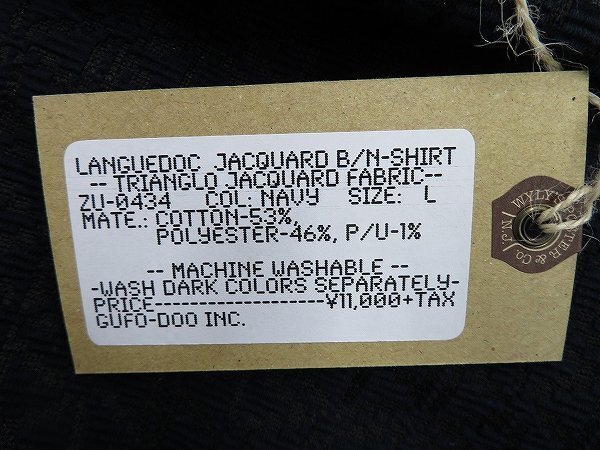 LANGUEDOC JACQUARD B/N-SHIRT
-- TRIANGLO JACQUARD FABRIC--
ZU-0434 COL: NAVY SIZE: L
MATE.: COTTON-53%,
POLYESTER-46%, P/U-1%
-- MACHINE WASHABLE --
-WASH DARK COLORS SEPARATELY-
PRICE--------------------¥11,000+TAX
GUFO-DOO INC.
& CO